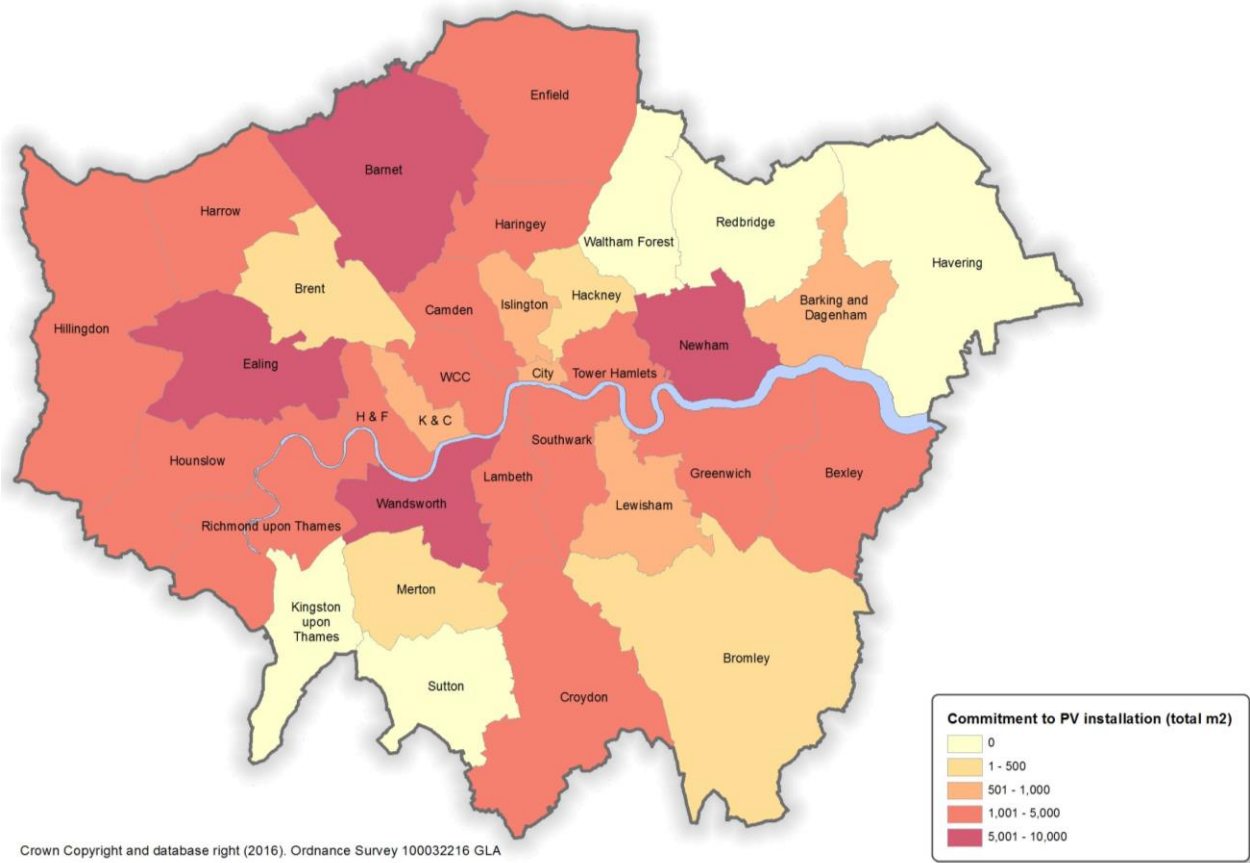 Enfield
Barnet
Harrow
Haringey
Redbridge
Waltham Forest
Havering
Brent
Hackney
Islington
Barking and
Dagenham
Camden
Hillingdon
Newham
Ealing
WCC
City
Tower Hamlets
H & F
K & C
Southwark
Hounslow
Lambeth
Greenwich
Bexley
Wandsworth
Lewisham
Richmond upon Thames
Merton
Kingston
upon
Thames
Bromley
Sutton
Croydon
Commitment to PV installation (total m2)
0
1 - 500
501 - 1,000
1,001 - 5,000
5,001 - 10,000
Crown Copyright and database right (2016). Ordnance Survey 100032216 GLA